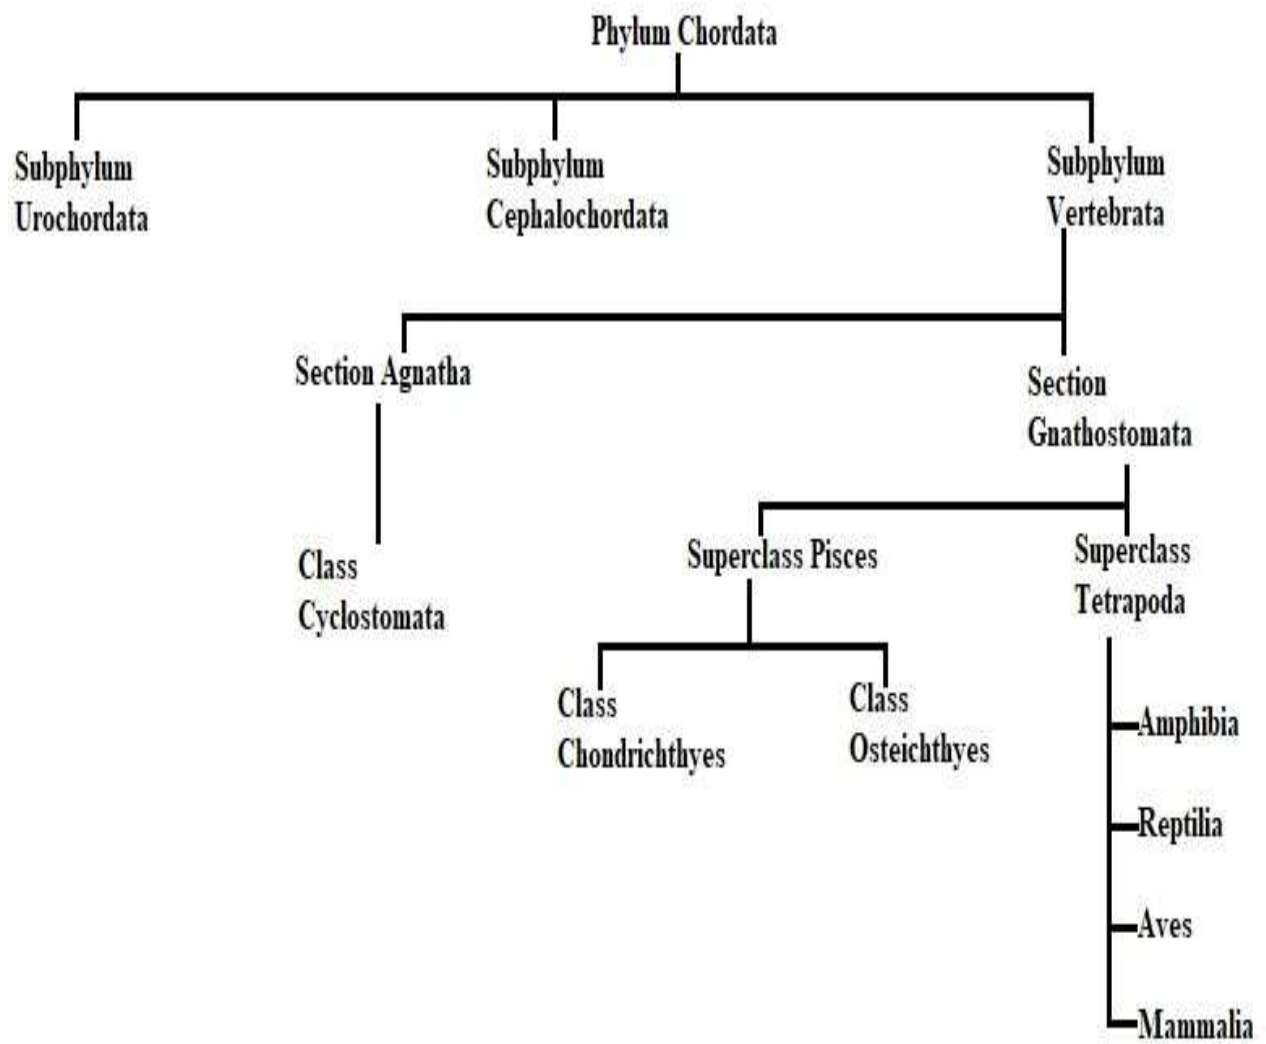 Phylum Chordata
Subphylum
Urochordata
Subphylum
Cephalochordata
Subphylum
Vertebrata
Section Agnatha
Section
Gnathostomata
Class
Cyclostomata
Superclass Pisces
Superclass
Tetrapoda
Class
Chondrichthyes
Class
Osteichthyes
Amphibia
Reptilia
Aves
Mammalia